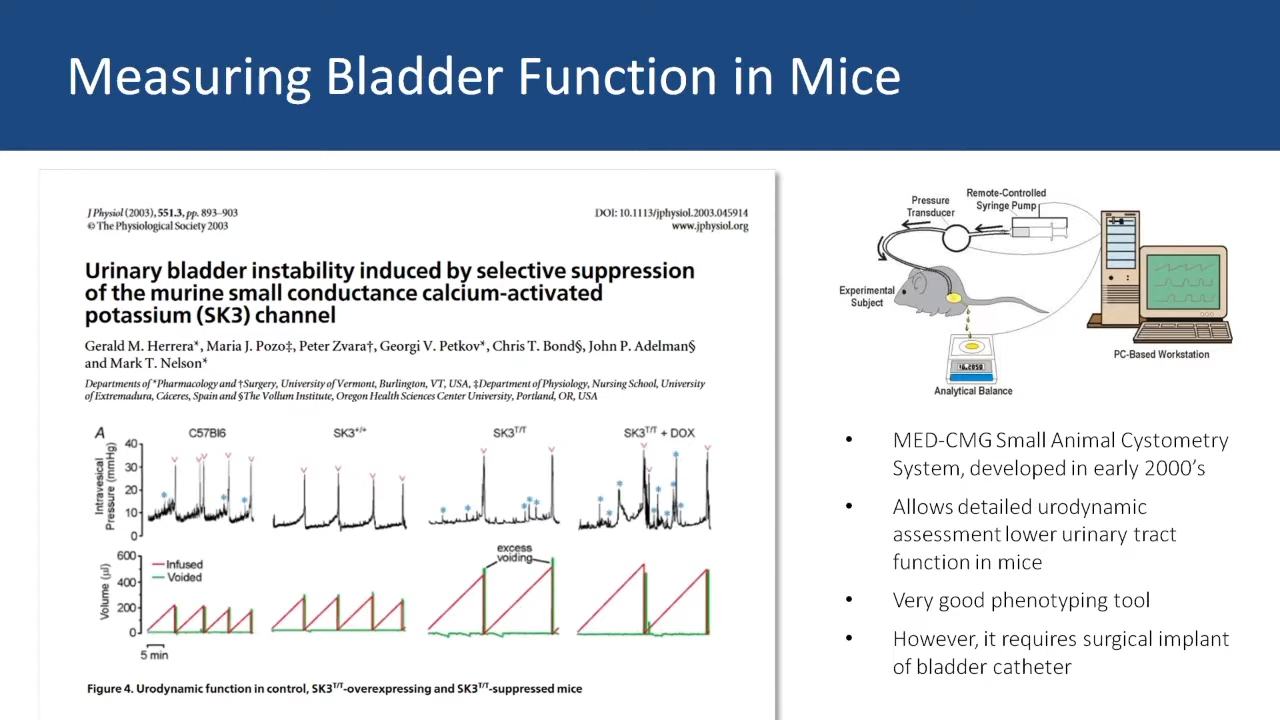 Measuring Bladder Function in Mice
J Physiol (2003), 551.3, pp. 893–903
© The Physiological Society 2003
DOI: 10.1113/jphysiol.2003.045914
www.jphysiol.org
Urinary bladder instability induced by selective suppression
of the murine small conductance calcium-activated
potassium (SK3) channel
Gerald M. Herrera*, Maria J. Pozo‡, Peter Zvara†, Georgi V. Petkov*, Chris T. Bond§, John P. Adelman§
and Mark T. Nelson*
Departments of *Pharmacology and †Surgery, University of Vermont, Burlington, VT, USA, ‡Department of Physiology, Nursing School, University
of Extremadura, Cáceres, Spain and §The Vollum Institute, Oregon Health Sciences Center University, Portland, OR, USA
A
C57Bl6
SK3+/+
SK3T/T
SK3T/T + DOX
Intravesical
Pressure (mmHg)
40
30
20
10
0
excess
voiding
Volume (µl)
600
400
200
0
Infused
Voided
5 min
Figure 4. Urodynamic function in control, SK3T/T-overexpressing and SK3T/T-suppressed mice
Remote-Controlled
Syringe Pump
Pressure
Transducer
Experimental
Subject
PC-Based Workstation
Analytical Balance
• MED-CMG Small Animal Cystometry
System, developed in early 2000’s
• Allows detailed urodynamic
assessment lower urinary tract
function in mice
• Very good phenotyping tool
• However, it requires surgical implant
of bladder catheter